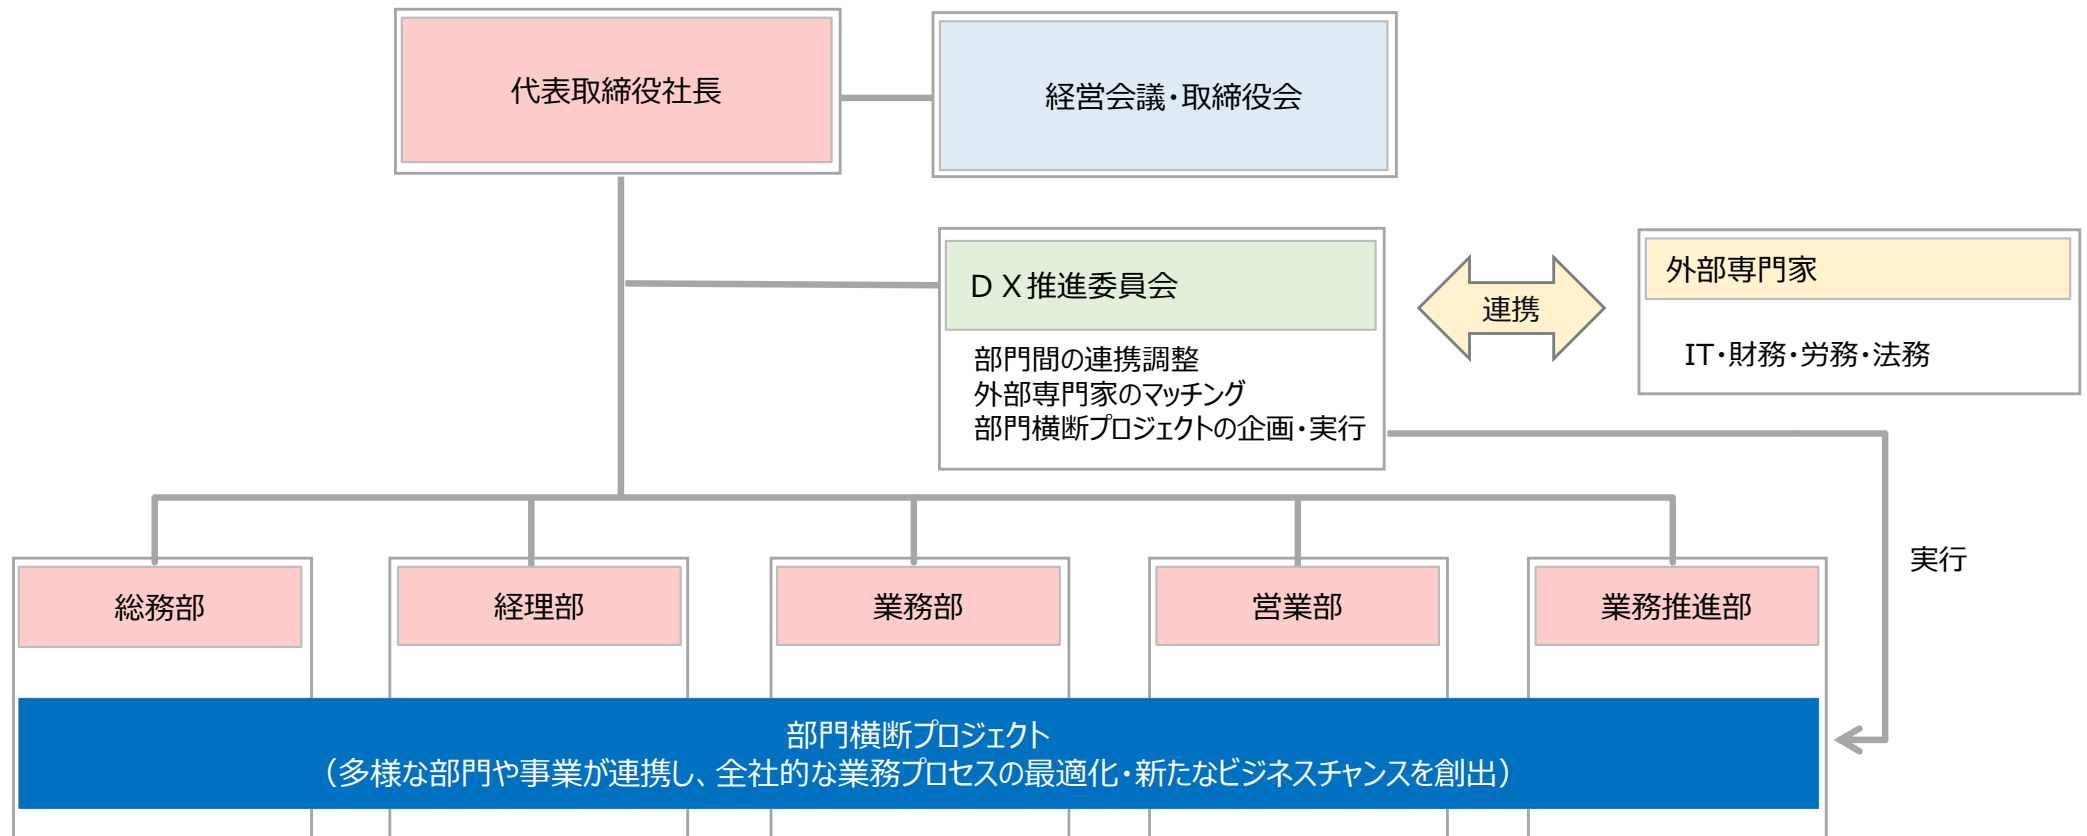 代表取締役社長
経営会議・取締役会
ＤＸ推進委員会
部門間の連携調整
外部専門家のマッチング
部門横断プロジェクトの企画・実行
連携
外部専門家
IT・財務・労務・法務
実行
総務部
経理部
業務部
営業部
業務推進部
部門横断プロジェクト
（多様な部門や事業が連携し、全社的な業務プロセスの最適化・新たなビジネスチャンスを創出）